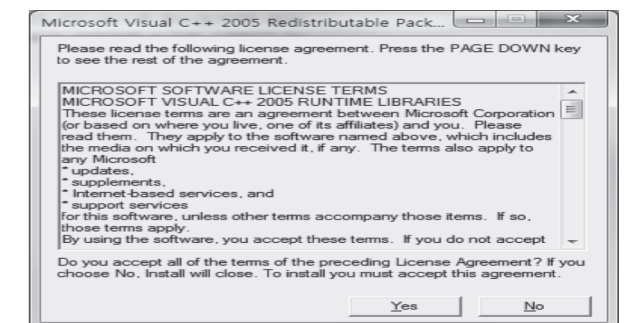 Microsoft Visual C++ 2005 Redistributable Pack...
Please read the following license agreement. Press the PAGE DOWN key
to see the rest of the agreement.
MICROSOFT SOFTWARE LICENSE TERMS
MICROSOFT VISUAL C++ 2005 RUNTIME LIBRARIES
These license terms are an agreement between Microsoft Corporation
(or based on where you live, one of its affiliates) and you. Please
read them. They apply to the software named above, which includes
the media on which you received it, if any. The terms also apply to
any Microsoft
* updates,
* supplements,
* Internet-based services, and
* support services
for this software, unless other terms accompany those items. If so,
those terms apply.
By using the software, you accept these terms. If you do not accept
Do you accept all of the terms of the preceding License Agreement? If you
choose No, Install will close. To install you must accept this agreement.
Yes
No